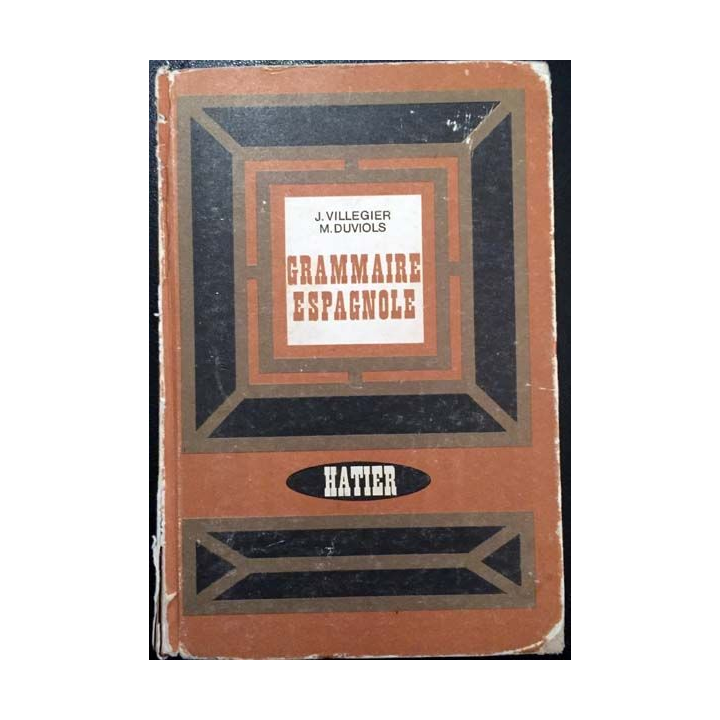 J. VILLEGIER
M. DUVIOLS
GRAMMAIRE
ESPAGNOLE
HATIER